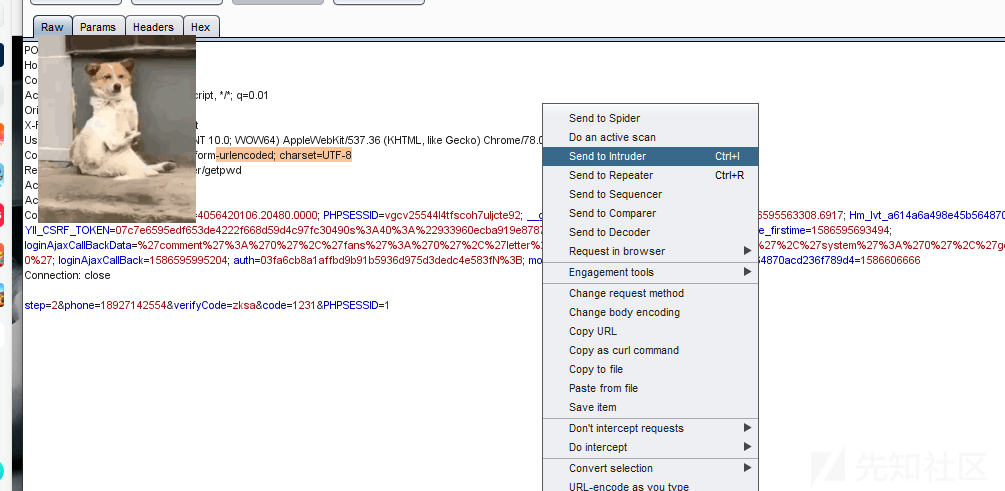 Raw Params Headers Hex
PO
Ho
Co
Ac cript, */*; q=0.01
Ori
X-R t
Us NT 10.0; WOW64) AppleWebKit/537.36 (KHTML, like Gecko) Chrome/78.0
Co form-urlencoded; charset=UTF-8
Re er/getpwd
Ac
Ac
Co =4056420106.20480.0000; PHPSESSID=vgcv25544l4tfscoh7uljcte92; 6595563308.6917; Hm_lvt_a614a6a498e45b564870
YII_CSRF_TOKEN=07c7e6595edf653de4222f668d59d4c97fc30490s%3A40%3A%22933960ecba919e878 e_firstime=1586595693494;
loginAjaxCallBackData=%27comment%27%3A%270%27%2C%27fans%27%3A%270%27%2C%27letter%2 %27%2C%27system%27%3A%270%27%2C%27g
0%27; loginAjaxCallBack=1586595995204; auth=03fa6cb8a1affbd9b91b5936d975d3dedc4e583fN%3B; mo 64870acd236f789d4=1586606666
Connection: close
step=2&phone=18927142554&verifyCode=zksa&code=1231&PHPSESSID=1
Send to Spider
Do an active scan
Send to Intruder Ctrl+I
Send to Repeater Ctrl+R
Send to Sequencer
Send to Comparer
Send to Decoder
Request in browser
Engagement tools
Change request method
Change body encoding
Copy URL
Copy as curl command
Copy to file
Paste from file
Save item
Don't intercept requests
Do intercept
Convert selection
URL-encode as you type
先知社区